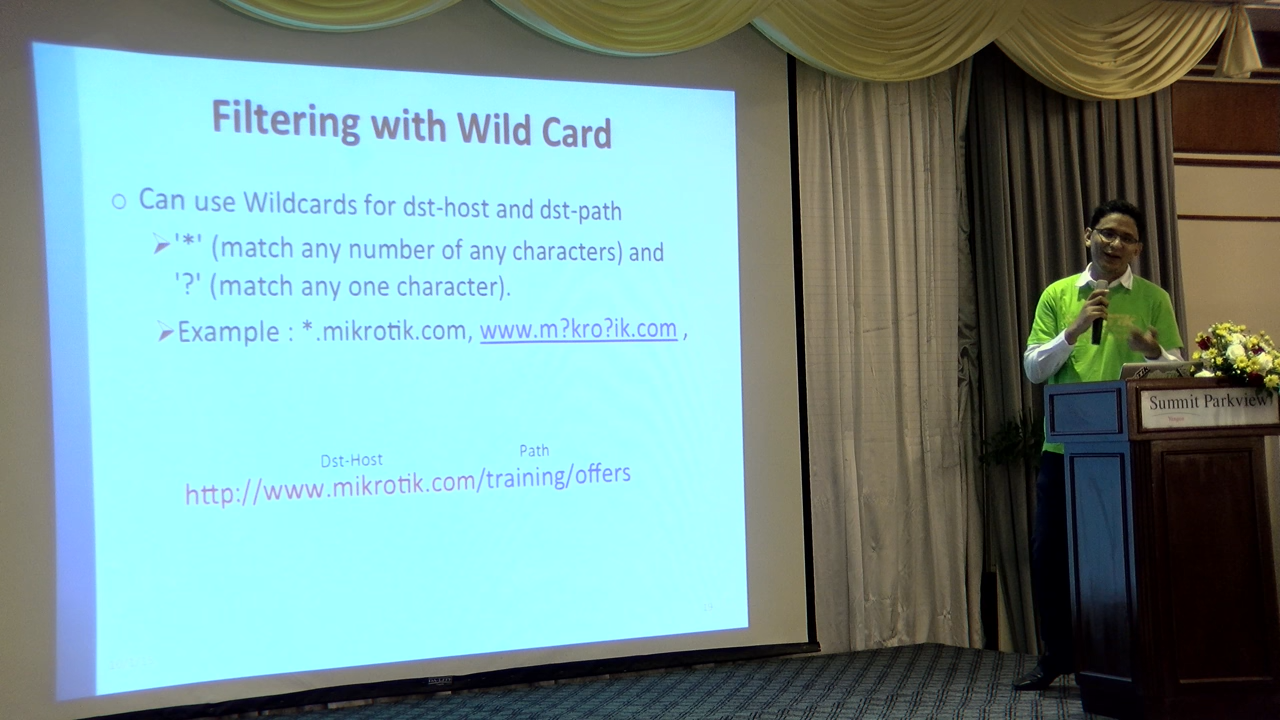 Filtering with Wild Card
Can use Wildcards for dst-host and dst-path
'*' (match any number of any characters) and
'?' (match any one character).
Example : *.mikrotik.com, www.m?kro?ik.com ,
Dst-Host
Path
http://www.mikrotik.com/training/offers
Summit Parkview